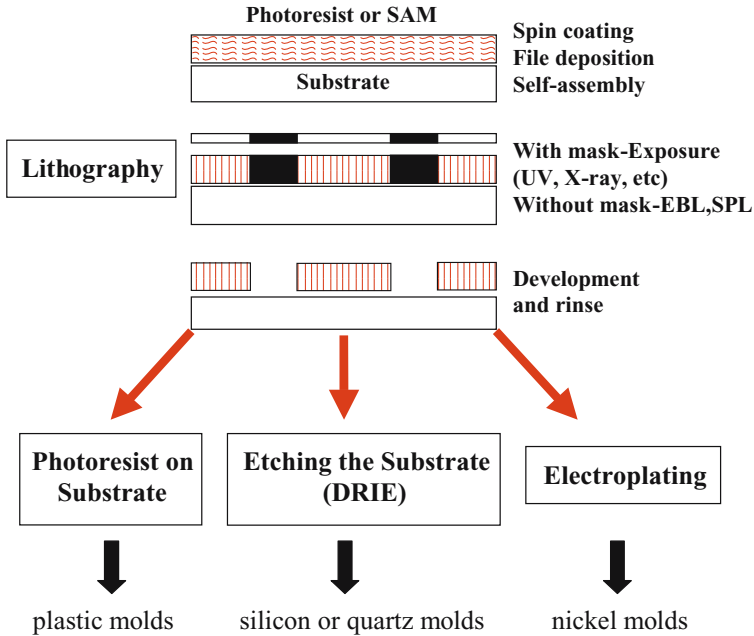 Photoresist or SAM
Spin coating
File deposition
Self-assembly
Substrate
Lithography
With mask-Exposure
(UV, X-ray, etc)
Without mask-EBL,SPL
Development
and rinse
Photoresist on
Substrate
Etching the Substrate
(DRIE)
Electroplating
plastic molds
silicon or quartz molds
nickel molds